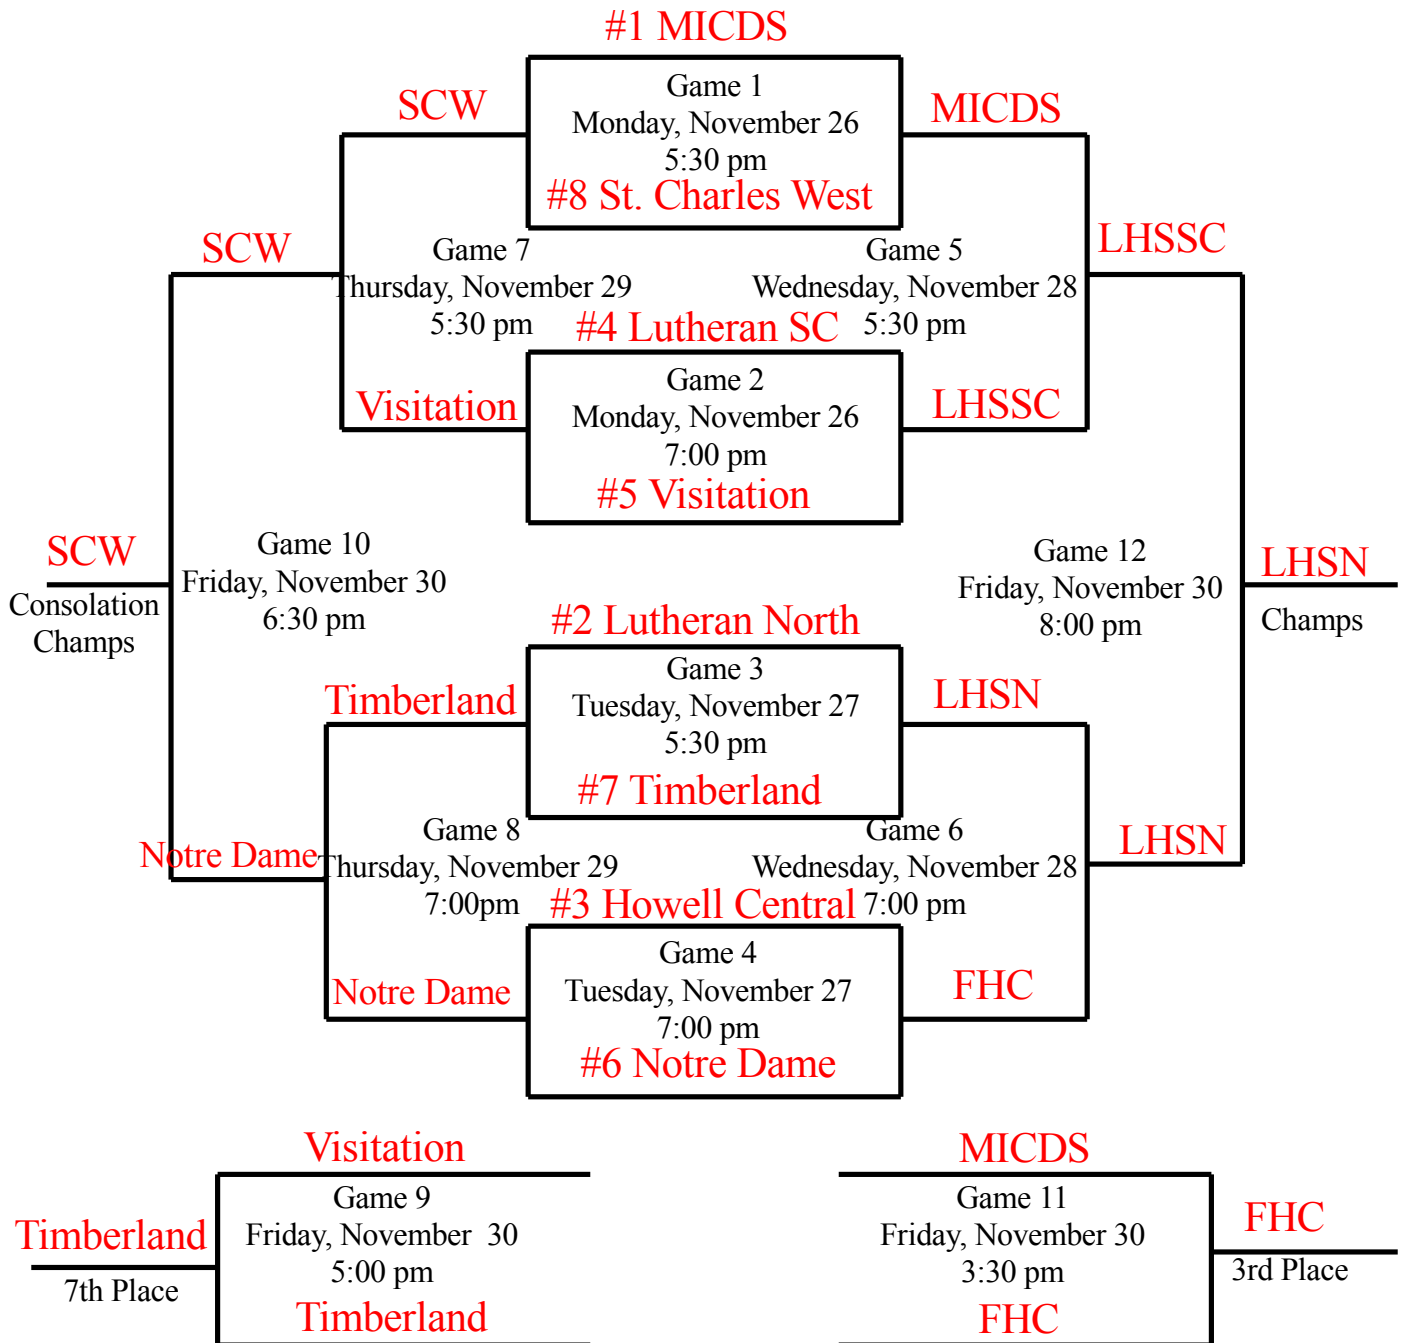 #1 MICDS
Game 1
Monday, November 26
5:30 pm
#8 St. Charles West
SCW
MICDS
SCW
Game 7
Thursday, November 29
5:30 pm
Game 5
Wednesday, November 28
5:30 pm
LHSSC
#4 Lutheran SC
Game 2
Monday, November 26
7:00 pm
#5 Visitation
Visitation
LHSSC
SCW
Consolation
Champs
Game 10
Friday, November 30
6:30 pm
Game 12
Friday, November 30
8:00 pm
LHSN
Champs
#2 Lutheran North
Game 3
Tuesday, November 27
5:30 pm
#7 Timberland
Timberland
LHSN
Notre Dame
Game 8
Thursday, November 29
7:00pm
Game 6
Wednesday, November 28
7:00 pm
LHSN
#3 Howell Central
Game 4
Tuesday, November 27
7:00 pm
#6 Notre Dame
Notre Dame
FHC
Visitation
Game 9
Friday, November 30
5:00 pm
Timberland
Timberland
7th Place
MICDS
Game 11
Friday, November 30
3:30 pm
FHC
FHC
3rd Place